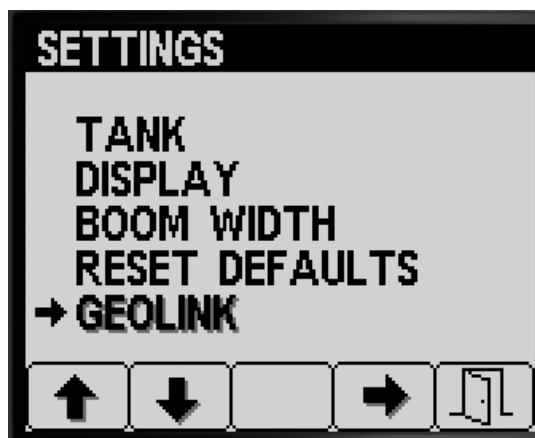 SETTINGS
TANK
DISPLAY
BOOM WIDTH
RESET DEFAULTS
GEOLINK